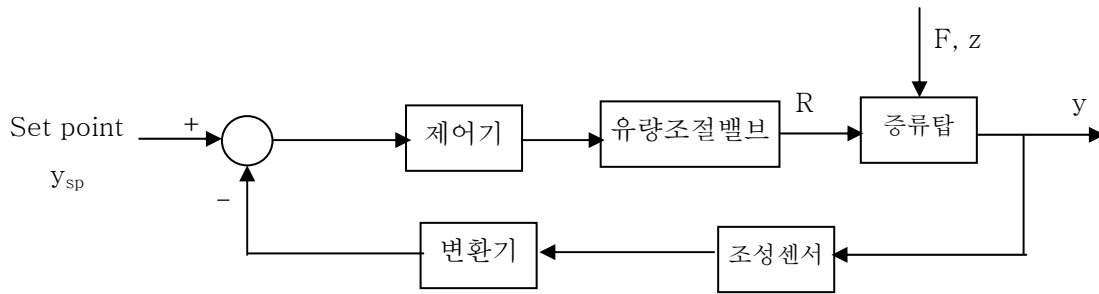 F, z
Set point
y_sp
+
-
제어기
유량조절밸브
R
증류탑
y
변환기
조성센서